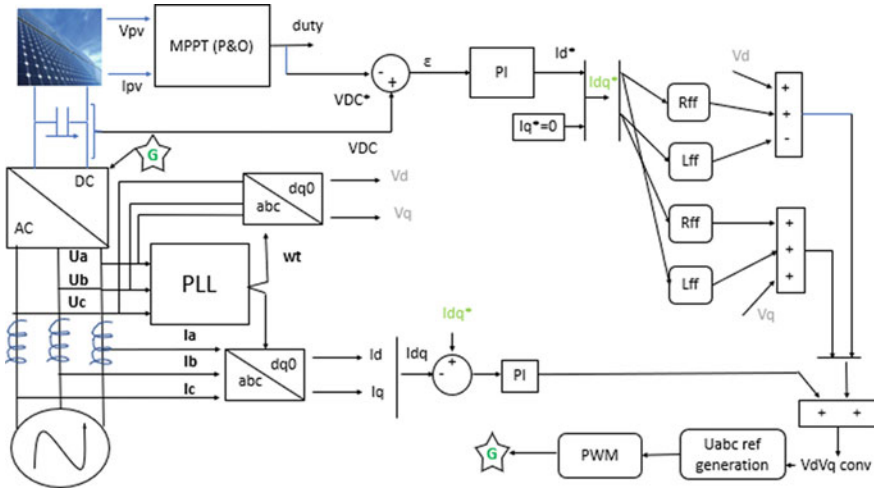 Vpv
Ipv
MPPT (P&O)
duty
VDC*
VDC
- +
ε
PI
Id*
Iq*=0
Idq*
Rff
Lff
Rff
Lff
Vd
+
+
-
+
+
+
Vq
G
DC
AC
Ua
Ub
Uc
PLL
wt
dq0
abc
Vd
Vq
Ia
Ib
Ic
dq0
abc
Id
Iq
Idq
Idq*
- +
PI
+ +
VdVq conv
Uabc ref
generation
PWM
G